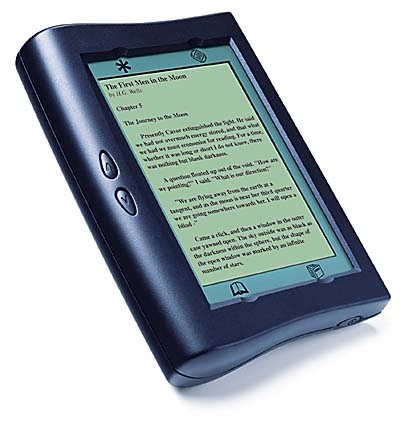 The First Men in the Moon
by H.G. Wells
Chapter 5
The Journey to the Moon
Presently Cavor extinguished the light. He said
we had not overmuch energy stored, and that what
we had we must economise for reading. For a time,
whether it was long or short I do not know, there
was nothing but blank darkness.
A question floated up out of the void. "How are
we pointing?" I said. "What is our direction?"
"We are flying away from the earth at a
tangent, and as the moon is near her third quarter
we are going somewhere towards her. I will open a
blind–"
Came a click, and then a window in the outer
case yawned open. The sky outside was as black as
the darkness within the sphere, but the shape of
the open window was marked by an infinite
number of stars.